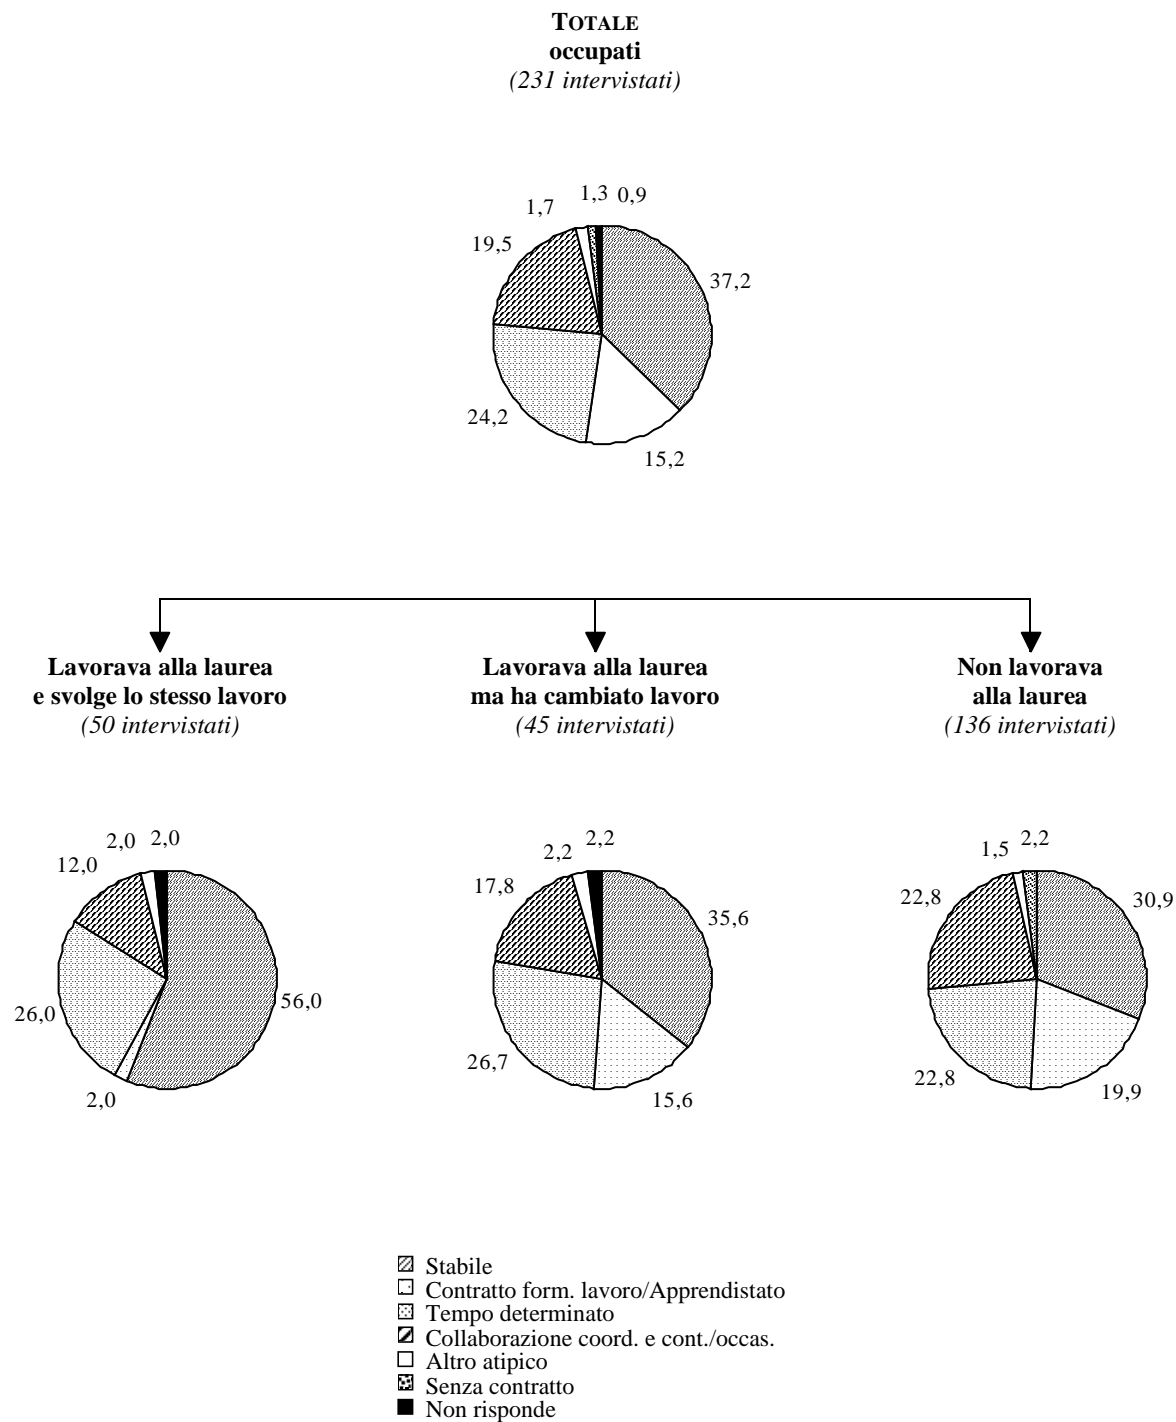 TOTALE
occupati
(231 intervistati)
1,3 0,9
1,7
19,5
37,2
24,2
15,2
Lavorava alla laurea
e svolge lo stesso lavoro
(50 intervistati)
Lavorava alla laurea
ma ha cambiato lavoro
(45 intervistati)
Non lavorava
alla laurea
(136 intervistati)
2,0 2,0
12,0
56,0
26,0
2,0
2,2
2,2
17,8
35,6
26,7
15,6
1,5 2,2
22,8
30,9
22,8
19,9
Stabile
Contratto form. lavoro/Apprendistato
Tempo determinato
Collaborazione coord. e cont./occas.
Altro atipico
Senza contratto
Non risponde